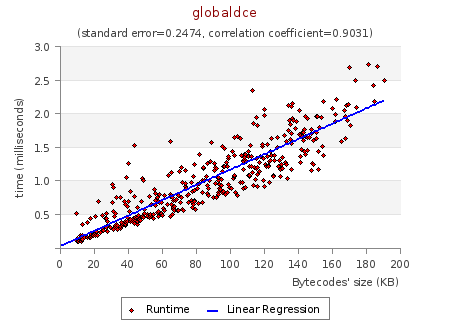 globaldce
(standard error=0.2474, correlation coefficient=0.9031)
3.0
2.5
2.0
1.5
1.0
0.5
time (milliseconds)
0 20 40 60 80 100 120 140 160 180 200
Bytecodes' size (KB)
Runtime Linear Regression